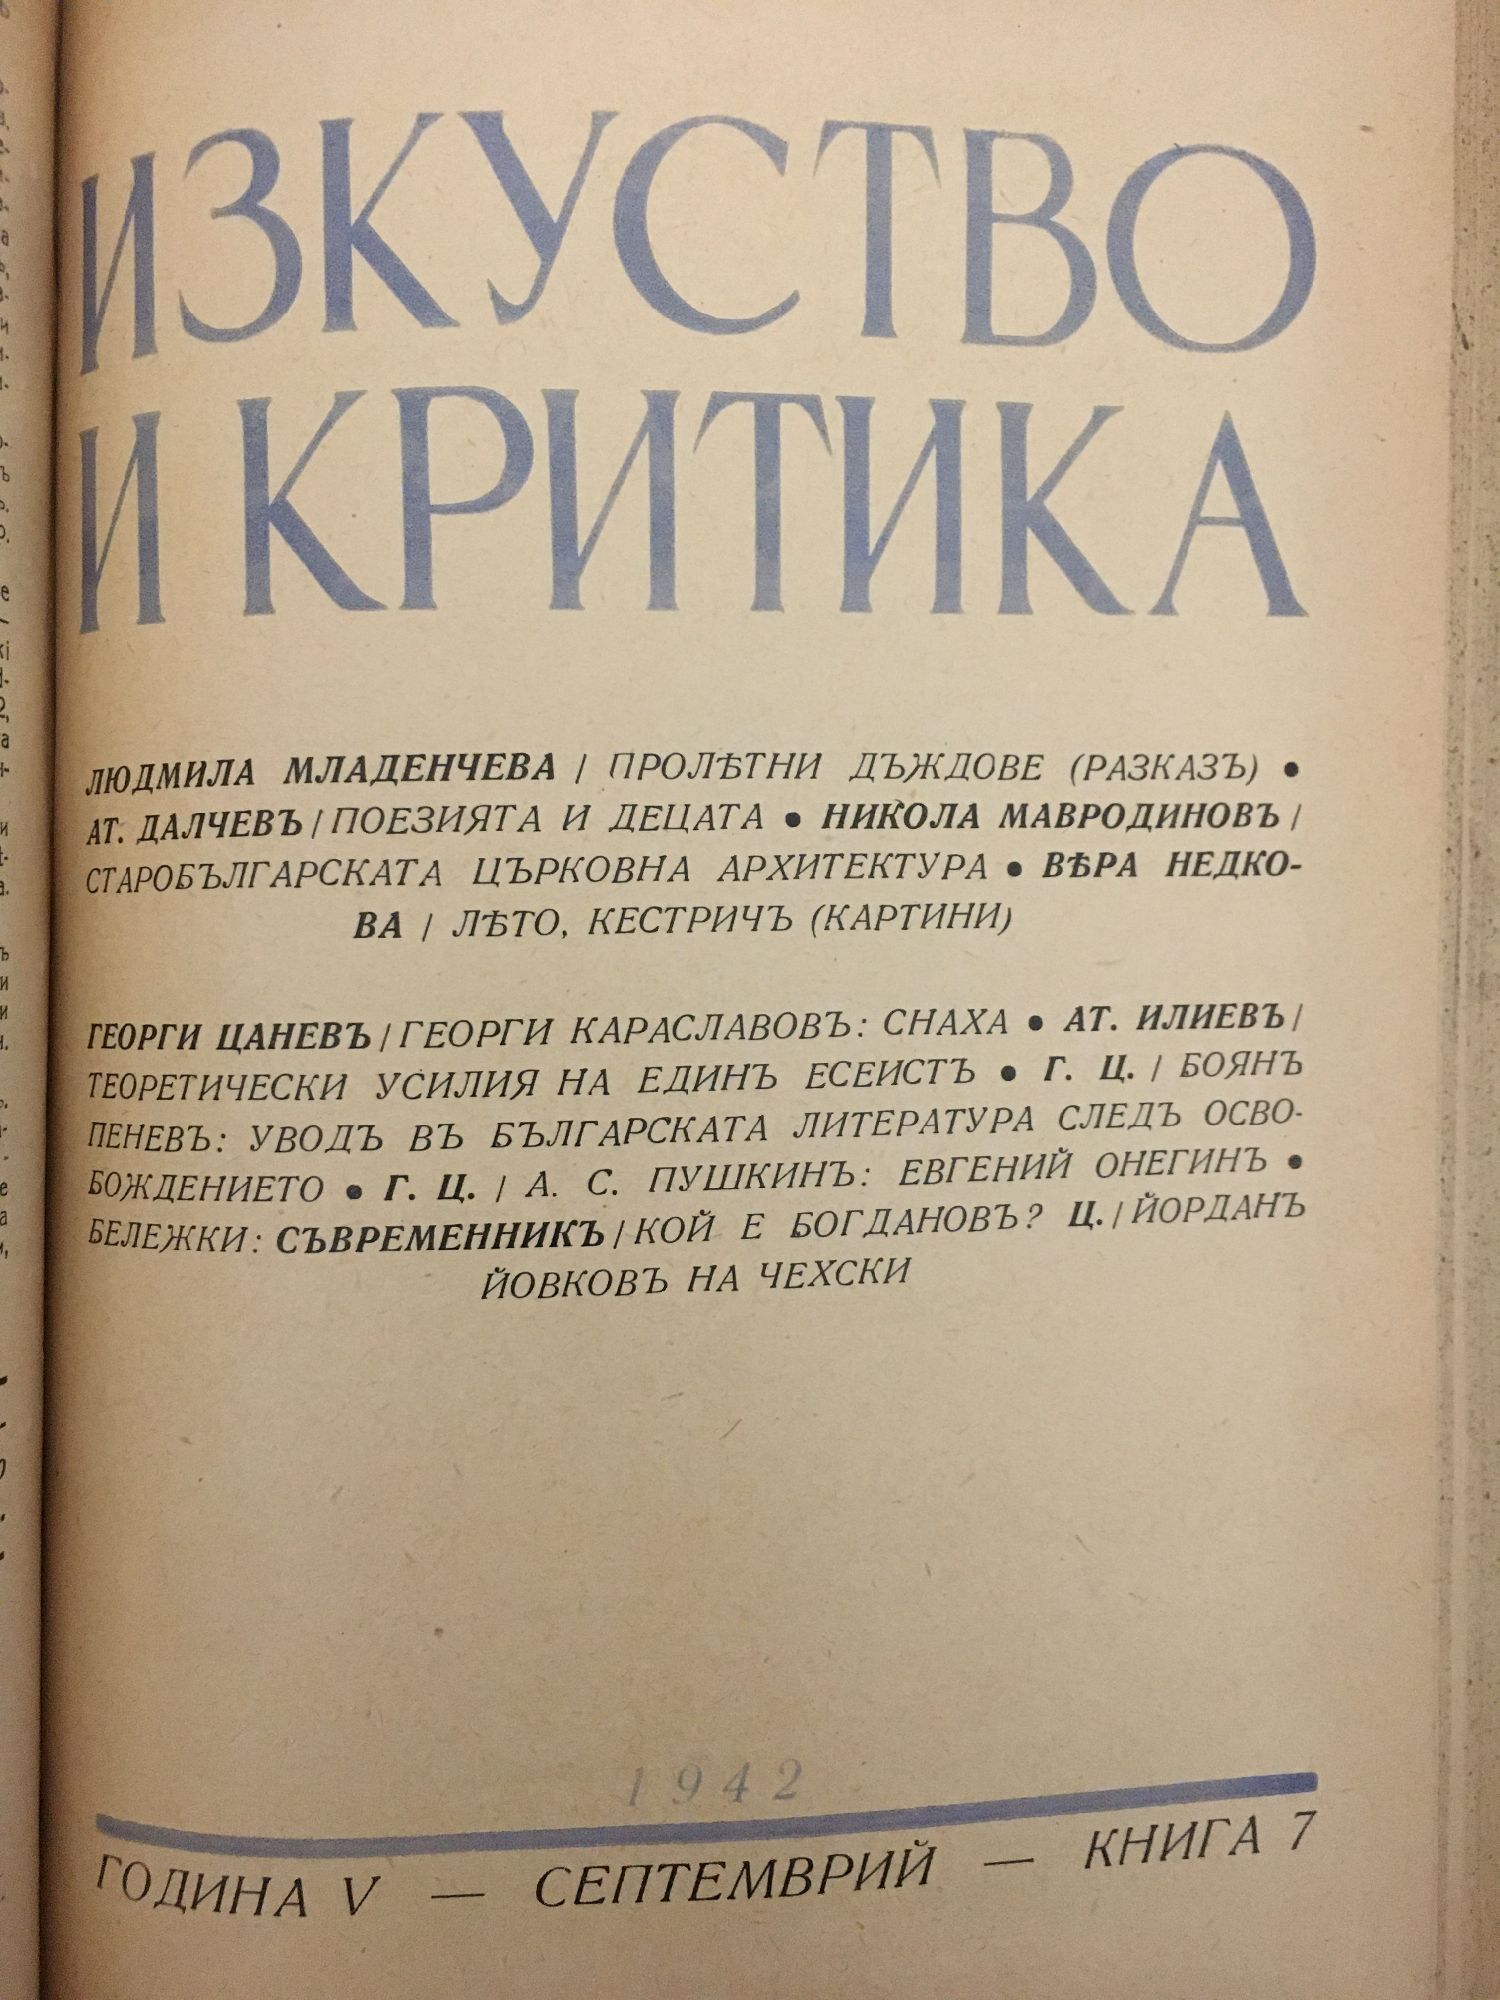 ИЗКУСТВО
И КРИТИКА
ЛЮДМИЛА МЛАДЕНЧЕВА / ПРОЛѢТНИ ДЪЖДОВЕ (РАЗКАЗЪ) ●
АТ. ДАЛЧЕВЪ / ПОЕЗИЯТА И ДЕЦАТА ● НИКОЛА МАВРОДИНОВЪ /
СТАРОБЪЛГАРСКАТА ЦЪРКОВНА АРХИТЕКТУРА ● ВѢРА НЕДКО-
ВА / ЛѢТО, КЕСТРИЧЪ (КАРТИНИ)
ГЕОРГИ ЦАНЕВЪ / ГЕОРГИ КАРАСЛАВОВЪ: СНАХА ● АТ. ИЛИЕВЪ /
ТЕОРЕТИЧЕСКИ УСИЛИЯ НА ЕДИНЪ ЕСЕИСТЪ ● Г. Ц. / БОЯНЪ
ПЕНЕВЪ: УВОДЪ ВЪ БЪЛГАРСКАТА ЛИТЕРАТУРА СЛЕДЪ ОСВО-
БОЖДЕНИЕТО ● Г. Ц. / А. С. ПУШКИНЪ: ЕВГЕНИЙ ОНЕГИНЪ ●
БЕЛЕЖКИ: СЪВРЕМЕННИКЪ / КОЙ Е БОГДАНОВЪ? Ц. / ЙОРДАНЪ
ЙОВКОВЪ НА ЧЕХСКИ
1942
ГОДИНА V — СЕПТЕМВРИЙ — КНИГА 7